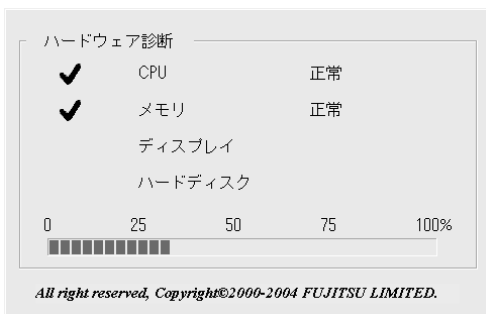 ハードウェア診断
CPU 正常
メモリ 正常
ディスプレイ
ハードディスク
0 25 50 75 100%
All right reserved, Copyright©2000-2004 FUJITSU LIMITED.